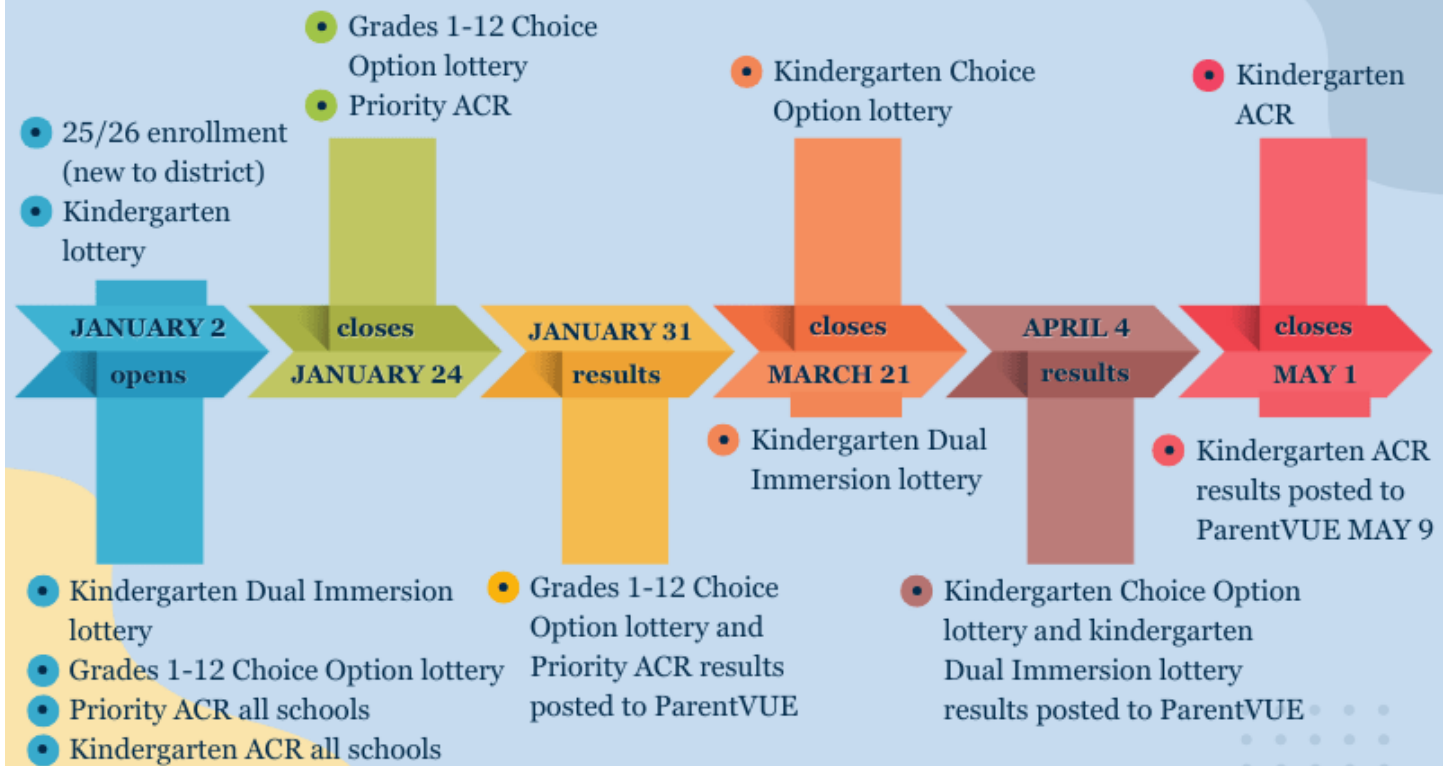 25/26 enrollment
(new to district)
Kindergarten
lottery
JANUARY 2
opens
Kindergarten Dual Immersion
lottery
Grades 1-12 Choice Option lottery
Priority ACR all schools
Kindergarten ACR all schools
Grades 1-12 Choice
Option lottery
Priority ACR
closes
JANUARY 24
JANUARY 31
results
Grades 1-12 Choice
Option lottery and
Priority ACR results
posted to ParentVUE
Kindergarten Choice
Option lottery
closes
MARCH 21
Kindergarten Dual
Immersion lottery
APRIL 4
results
Kindergarten Choice Option
lottery and kindergarten
Dual Immersion lottery
results posted to ParentVUE
Kindergarten
ACR
closes
MAY 1
Kindergarten ACR
results posted to
ParentVUE MAY 9